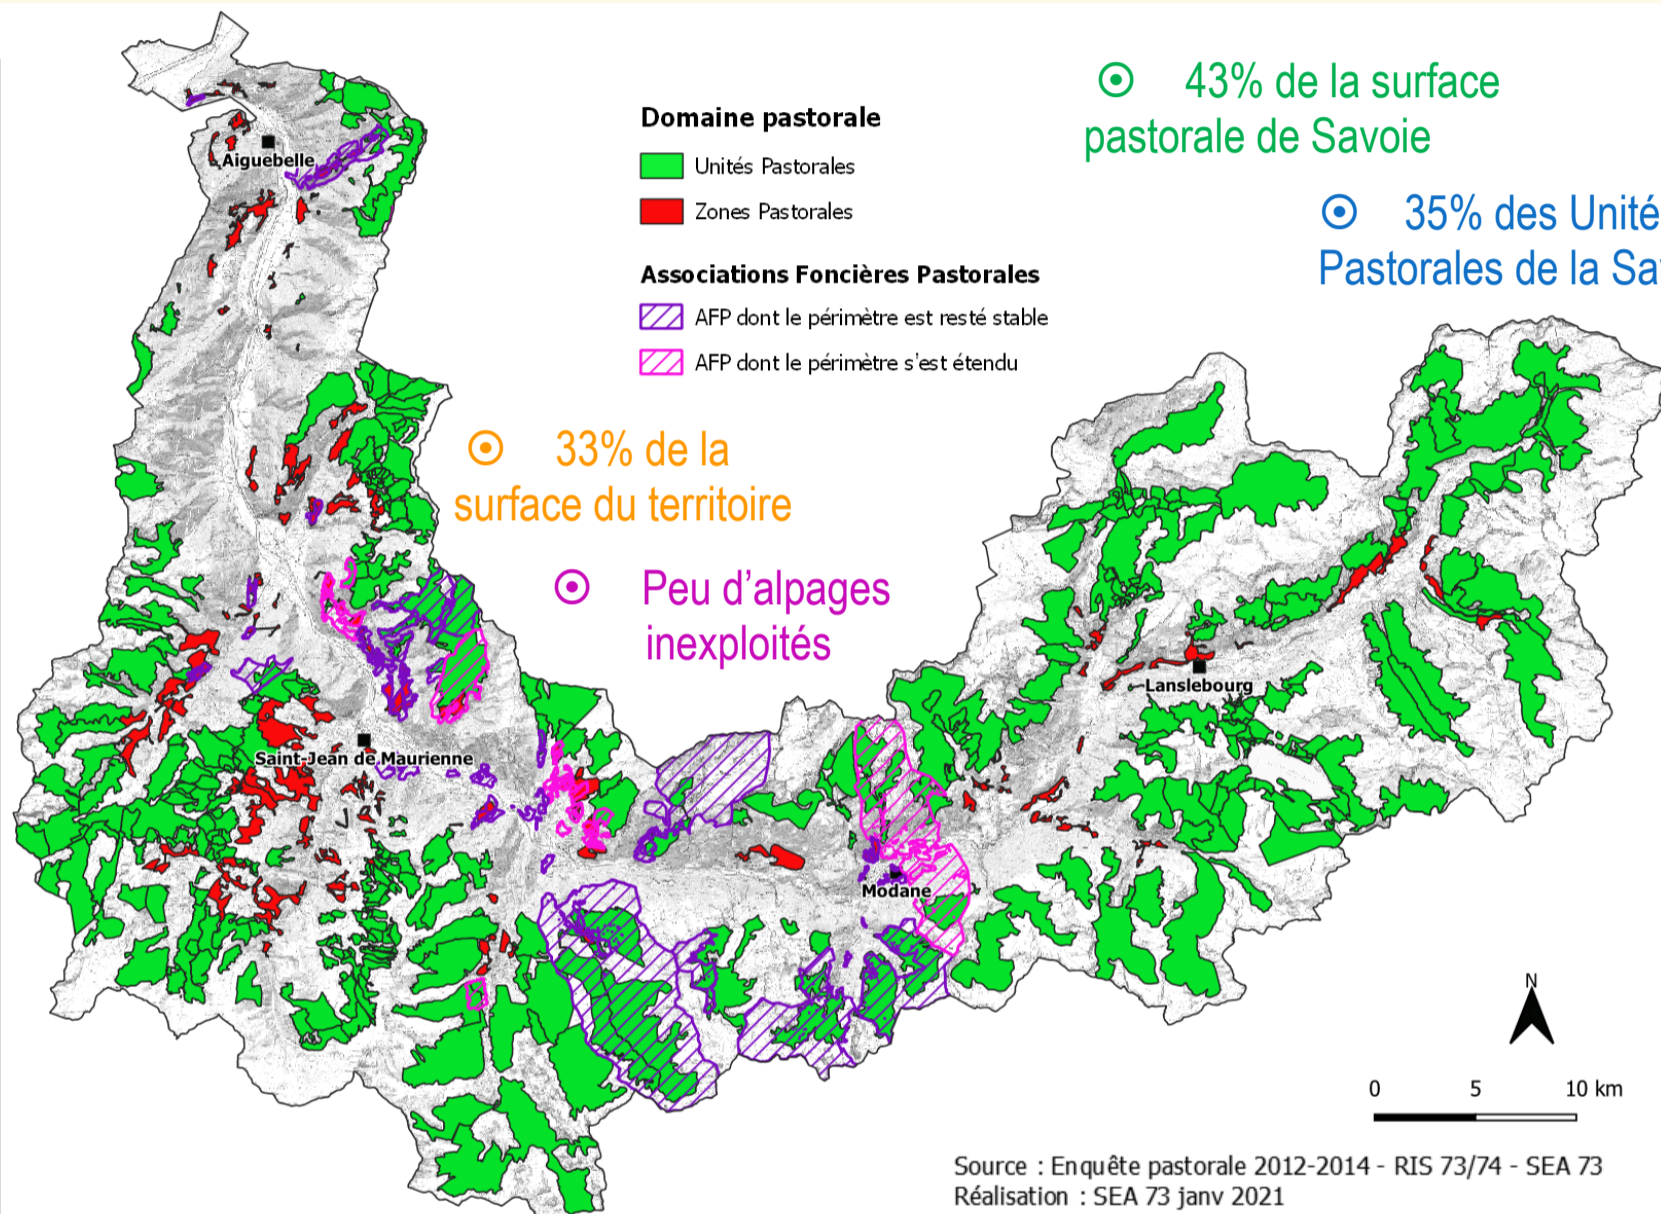 43% de la surface
pastorale de Savoie
Domaine pastorale
Unités Pastorales
Zones Pastorales
35% des Unité
Pastorales de la Sa
Associations Foncières Pastorales
AFP dont le périmètre est resté stable
AFP dont le périmètre s'est étendu
Aiguebelle
33% de la
surface du territoire
Peu d'alpages
inexploités
Lanslebourg
Saint-Jean de Maurienne
Modane
N
0 5 10 km
Source : Enquête pastorale 2012-2014 - RIS 73/74 - SEA 73
Réalisation : SEA 73 janv 2021